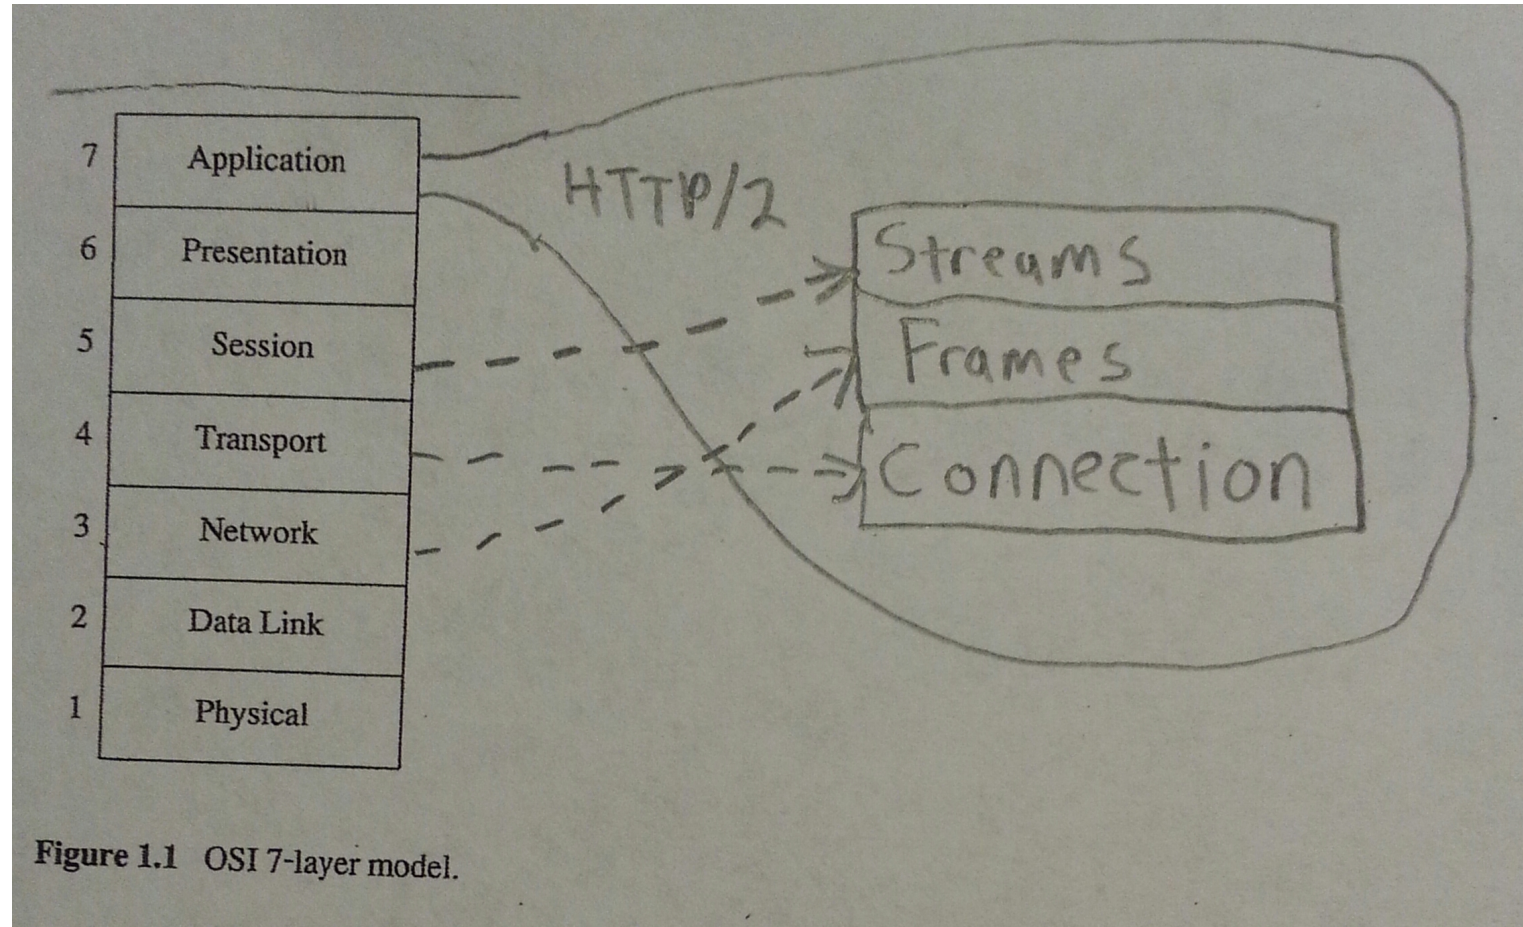 7 Application
6 Presentation
5 Session
4 Transport
3 Network
2 Data Link
1 Physical
HTTP/2
Streams
Frames
Connection
Figure 1.1 OSI 7-layer model.